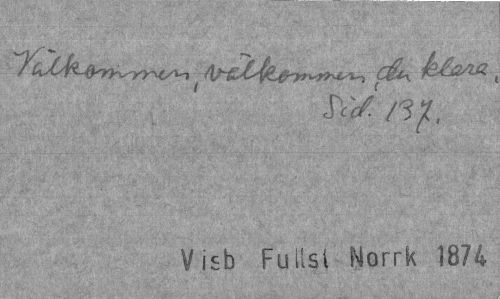 Välkommen, välkommen, du klara,
Sid. 137.
Visb Fullst Norrk 1874